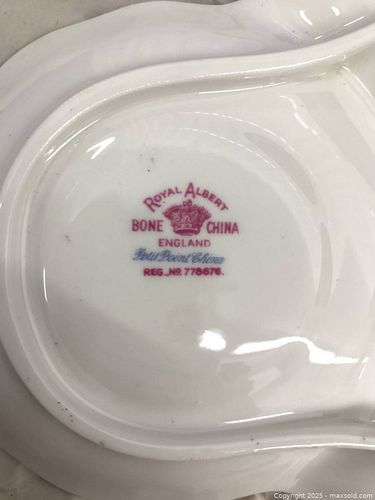 ROYAL ALBERT
BONE CHINA
ENGLAND
Petit Point China
REG. Nº 778676.
Copyright 2025 - maxsold.com